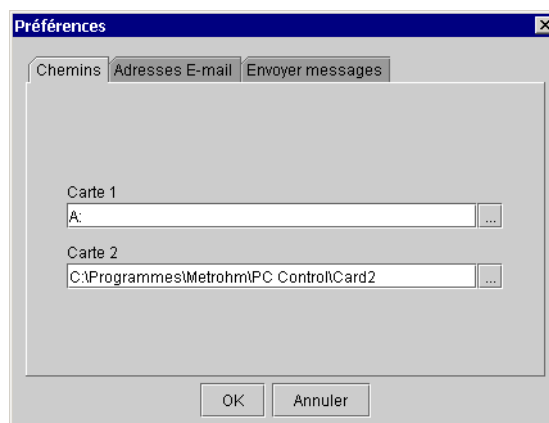 Préférences
Chemins Adresses E-mail Envoyer messages
Carte 1
A:
...
Carte 2
C:\Programmes\Metrohm\PC Control\Card2
...
OK Annuler